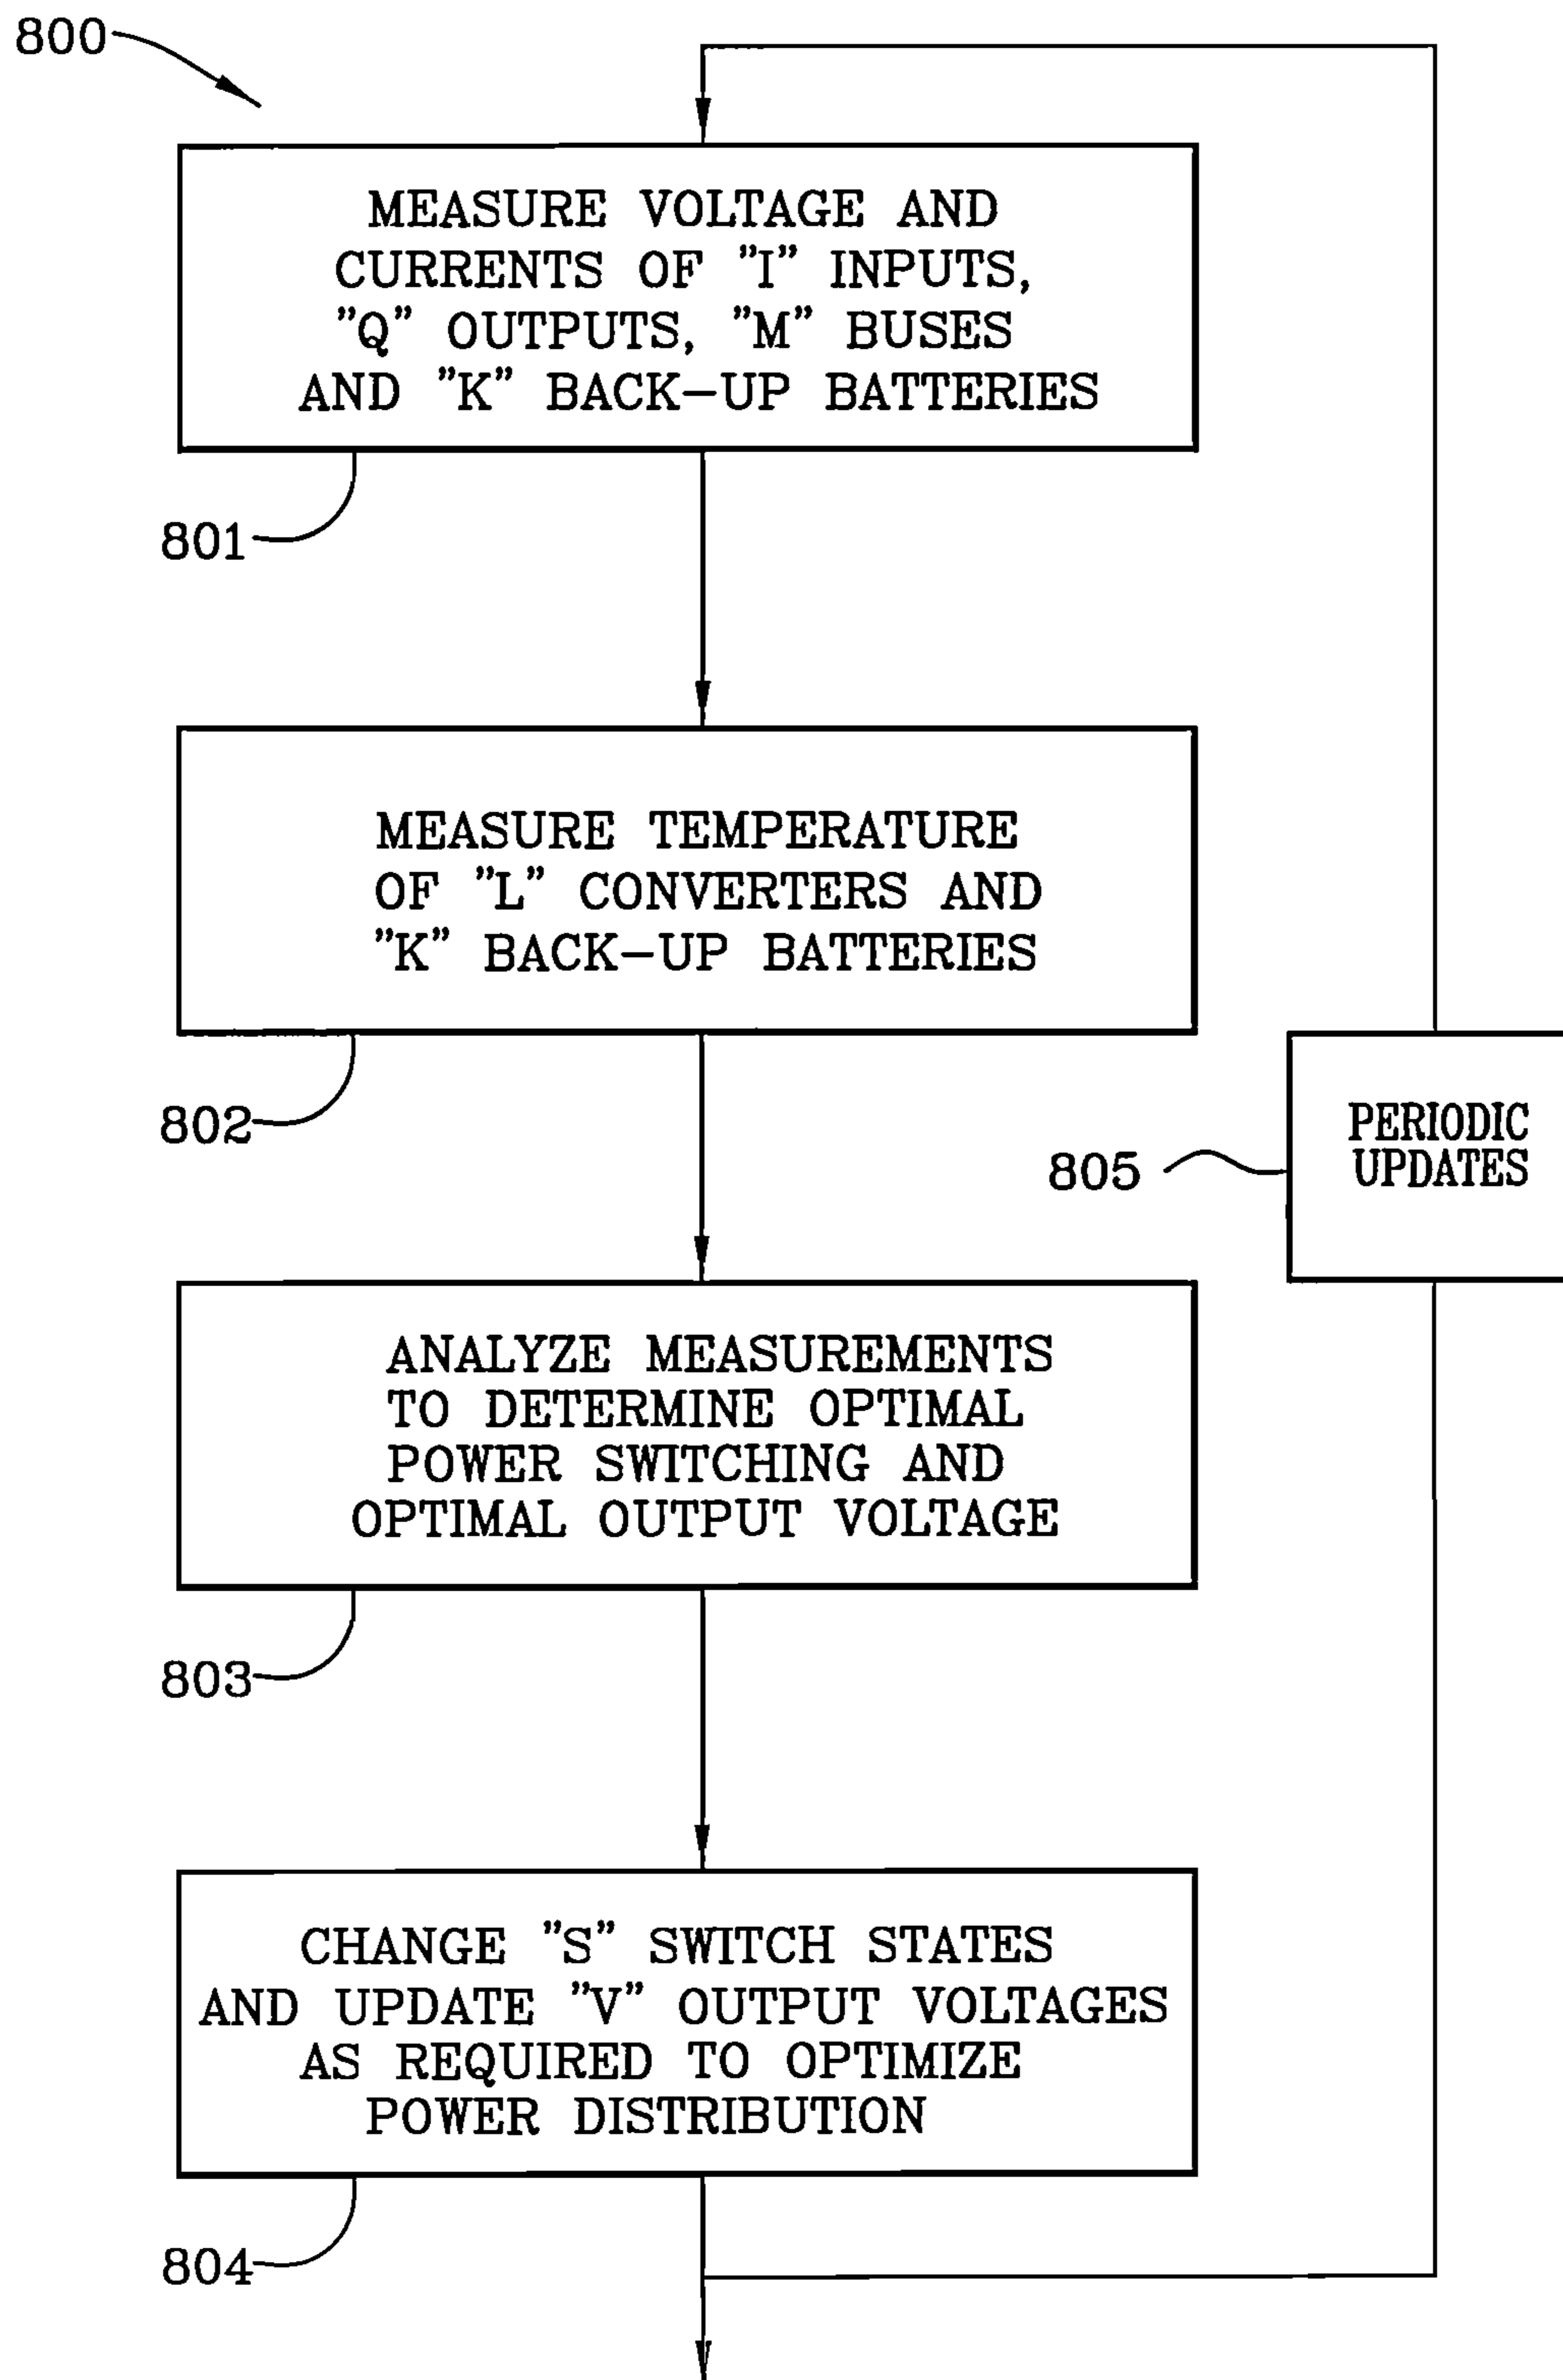 800
MEASURE VOLTAGE AND
CURRENTS OF "I" INPUTS,
"Q" OUTPUTS, "M" BUSES
AND "K" BACK-UP BATTERIES
801
MEASURE TEMPERATURE
OF "L" CONVERTERS AND
"K" BACK-UP BATTERIES
802
PERIODIC
UPDATES
805
ANALYZE MEASUREMENTS
TO DETERMINE OPTIMAL
POWER SWITCHING AND
OPTIMAL OUTPUT VOLTAGE
803
CHANGE "S" SWITCH STATES
AND UPDATE "V" OUTPUT VOLTAGES
AS REQUIRED TO OPTIMIZE
POWER DISTRIBUTION
804